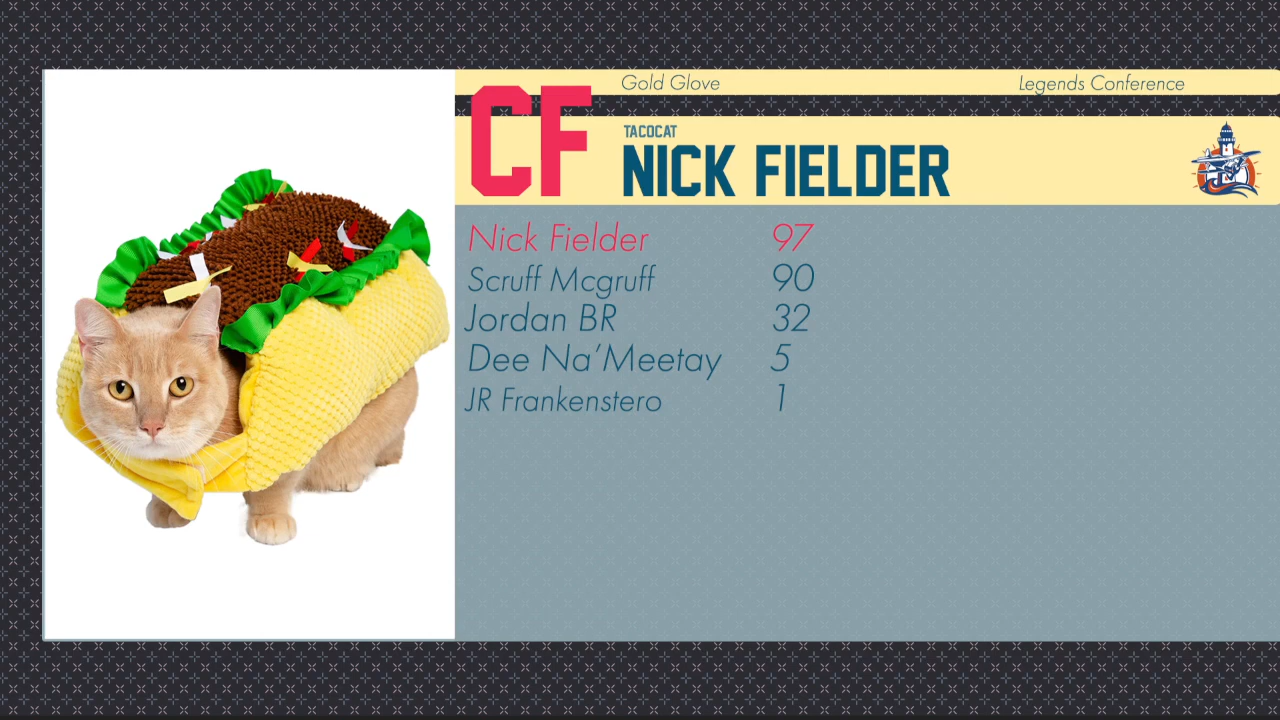 Gold Glove
Legends Conference
CF
TACOCAT
NICK FIELDER
Nick Fielder 97
Scruff Mcgruff 90
Jordan BR 32
Dee Na'Meetay 5
JR Frankenstero 1